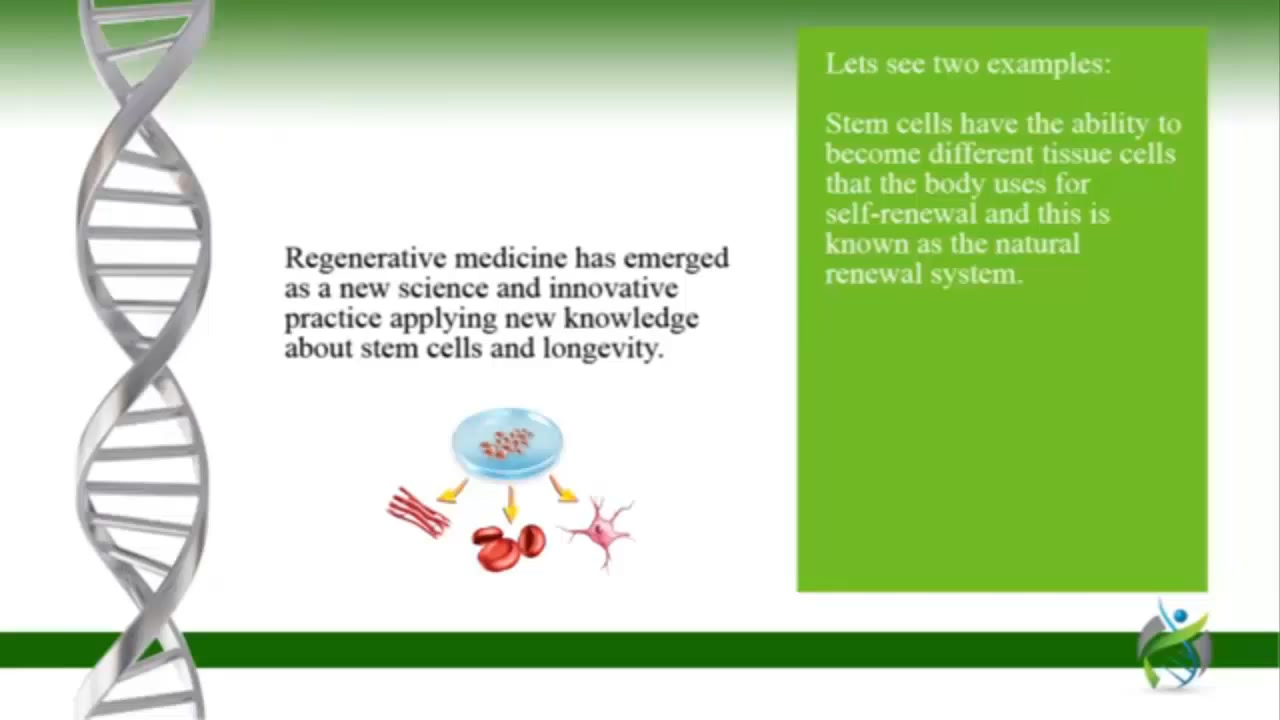 Regenerative medicine has emerged
as a new science and innovative
practice applying new knowledge
about stem cells and longevity.
Lets see two examples:
Stem cells have the ability to
become different tissue cells
that the body uses for
self-renewal and this is
known as the natural
renewal system.